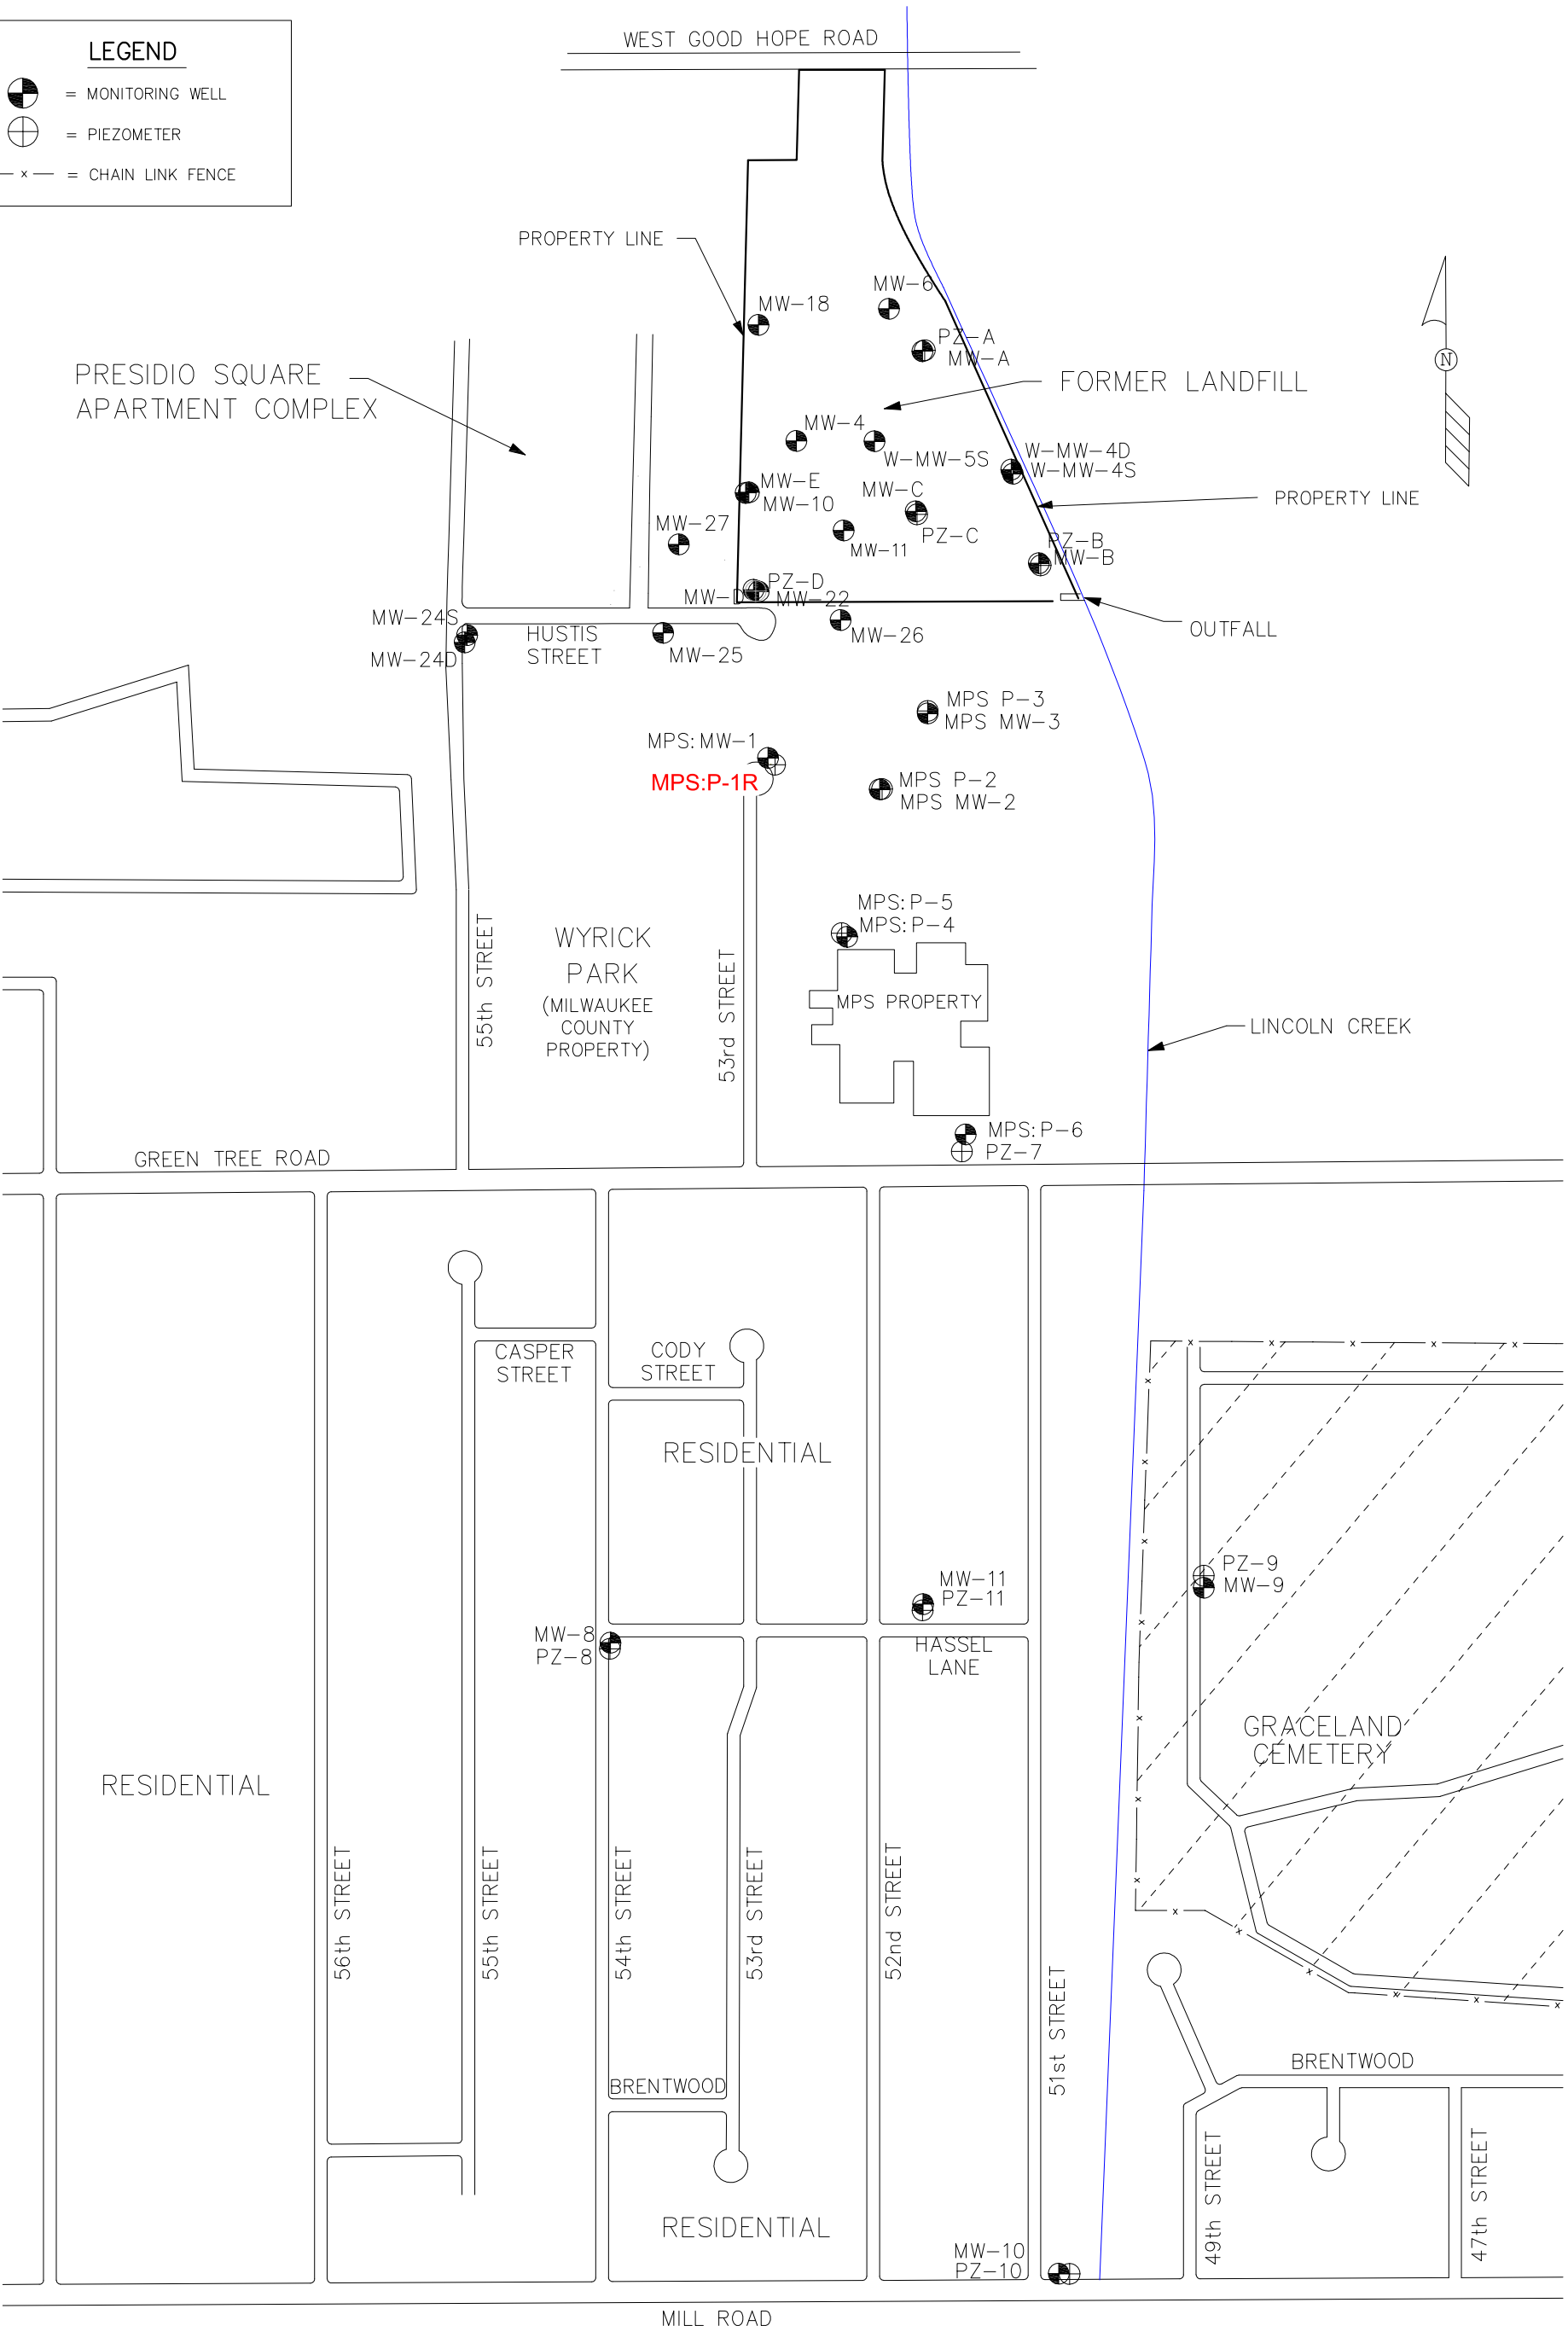 WEST GOOD HOPE ROAD
LEGEND
= MONITORING WELL
= PIEZOMETER
x = CHAIN LINK FENCE
PROPERTY LINE
MW-6
MW-18
PZ-A
MW-A
N
PRESIDIO SQUARE
APARTMENT COMPLEX
FORMER LANDFILL
MW-4
W-MW-5S
W-MW-4D
W-MW-4S
MW-E
MW-10
MW-C
PZ-C
PROPERTY LINE
MW-27
MW-11
PZ-B
MW-B
PZ-D
MW-D
MW-22
MW-24S
MW-24D
HUSTIS
STREET
MW-25
MW-26
OUTFALL
MPS P-3
MPS MW-3
MPS:MW-1
MPS:P-1R
MPS P-2
MPS MW-2
MPS:P-5
MPS:P-4
55th STREET
WYRICK
PARK
(MILWAUKEE
COUNTY
PROPERTY)
53rd STREET
MPS PROPERTY
LINCOLN CREEK
MPS:P-6
PZ-7
GREEN TREE ROAD
CASPER
STREET
CODY
STREET
RESIDENTIAL
PZ-9
MW-9
MW-11
PZ-11
MW-8
PZ-8
HASSEL
LANE
GRACELAND
CEMETERY
RESIDENTIAL
56th STREET
55th STREET
54th STREET
53rd STREET
52nd STREET
51st STREET
BRENTWOOD
BRENTWOOD
49th STREET
47th STREET
RESIDENTIAL
MW-10
PZ-10
MILL ROAD